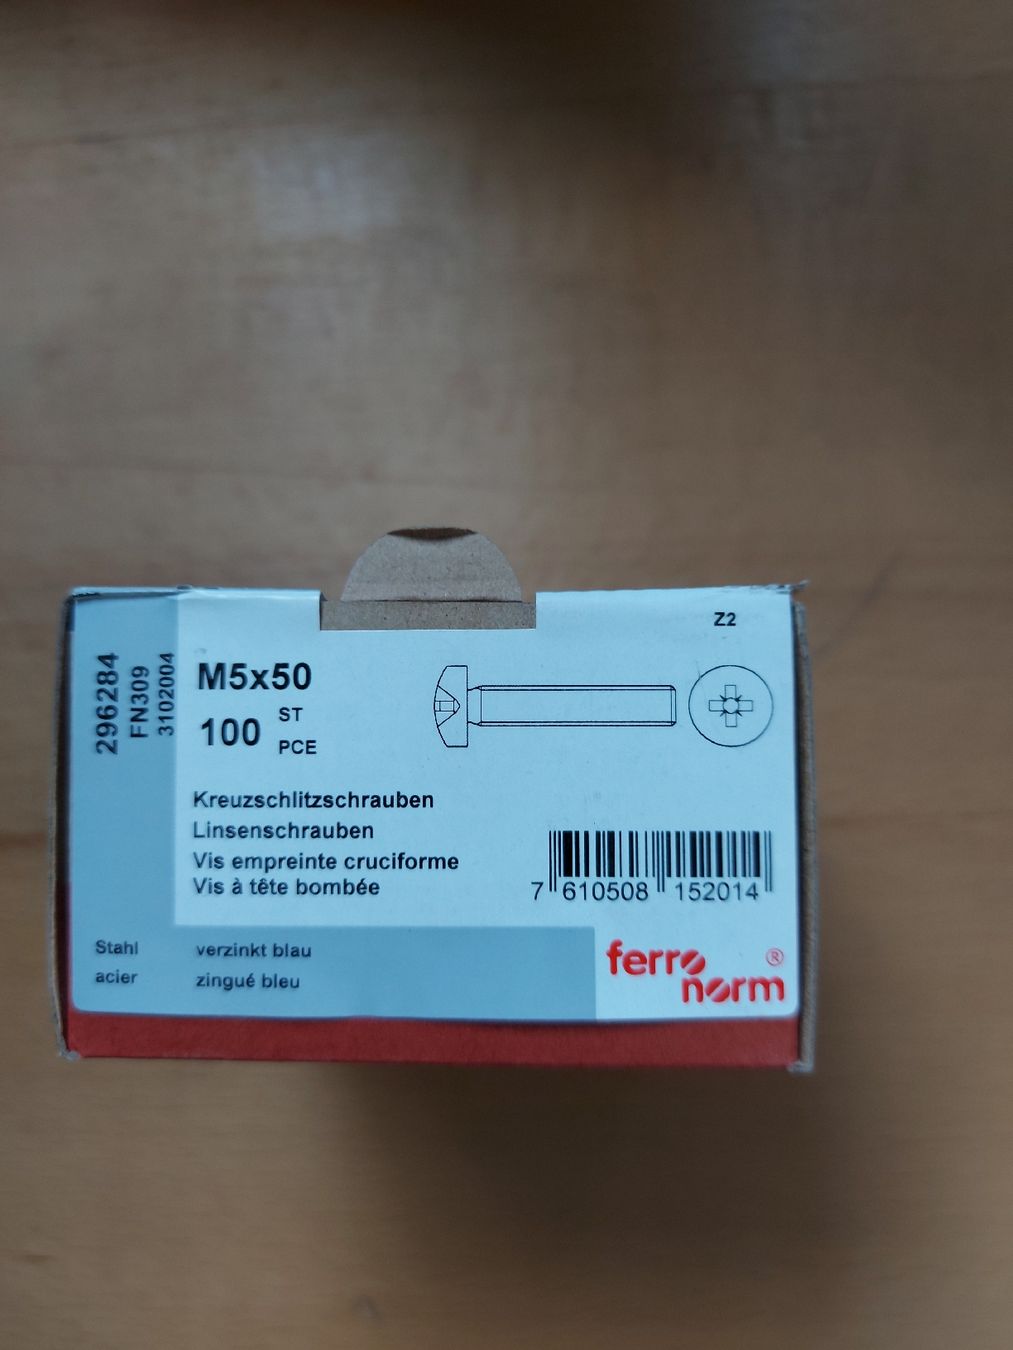 296284
FN309
3102004
M5x50
100 ST
PCE
Z2
Kreuzschlitzschrauben
Linsenschrauben
Vis empreinte cruciforme
Vis à tête bombée
7 610508 152014
Stahl verzinkt blau
acier zingué bleu
ferro ®
norm